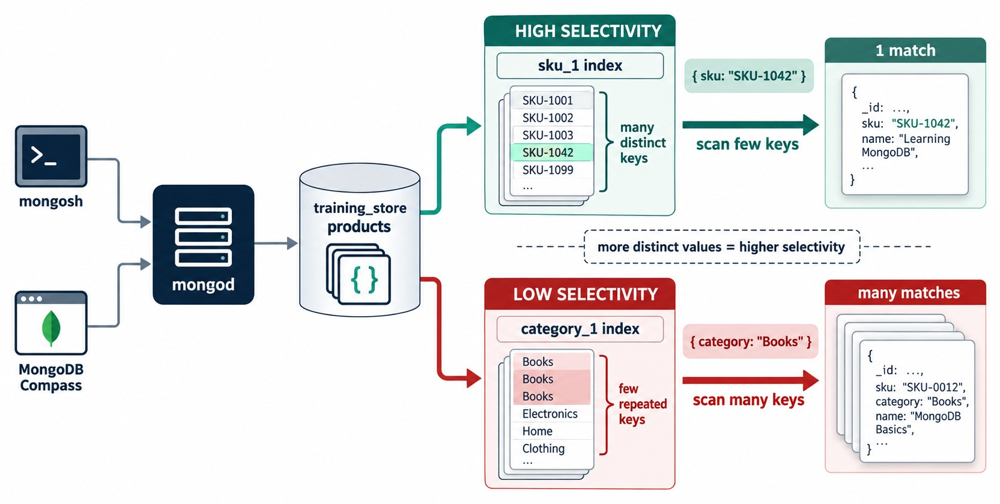 >_
mongosh
MongoDB
Compass
mongod
training_store
products
{ }
HIGH SELECTIVITY
sku_1 index
SKU-1001
SKU-1002
SKU-1003
SKU-1042
SKU-1099
...
many
distinct
keys
{ sku: "SKU-1042" }
scan few keys
1 match
{
_id: ...,
sku: "SKU-1042",
name: "Learning
MongoDB",
...
}
more distinct values = higher selectivity
LOW SELECTIVITY
category_1 index
Books
Books
Books
Electronics
Home
Clothing
...
few
repeated
keys
{ category: "Books" }
scan many keys
many matches
{
_id: ...,
sku: "SKU-0012",
category: "Books",
name: "MongoDB
Basics",
...
}